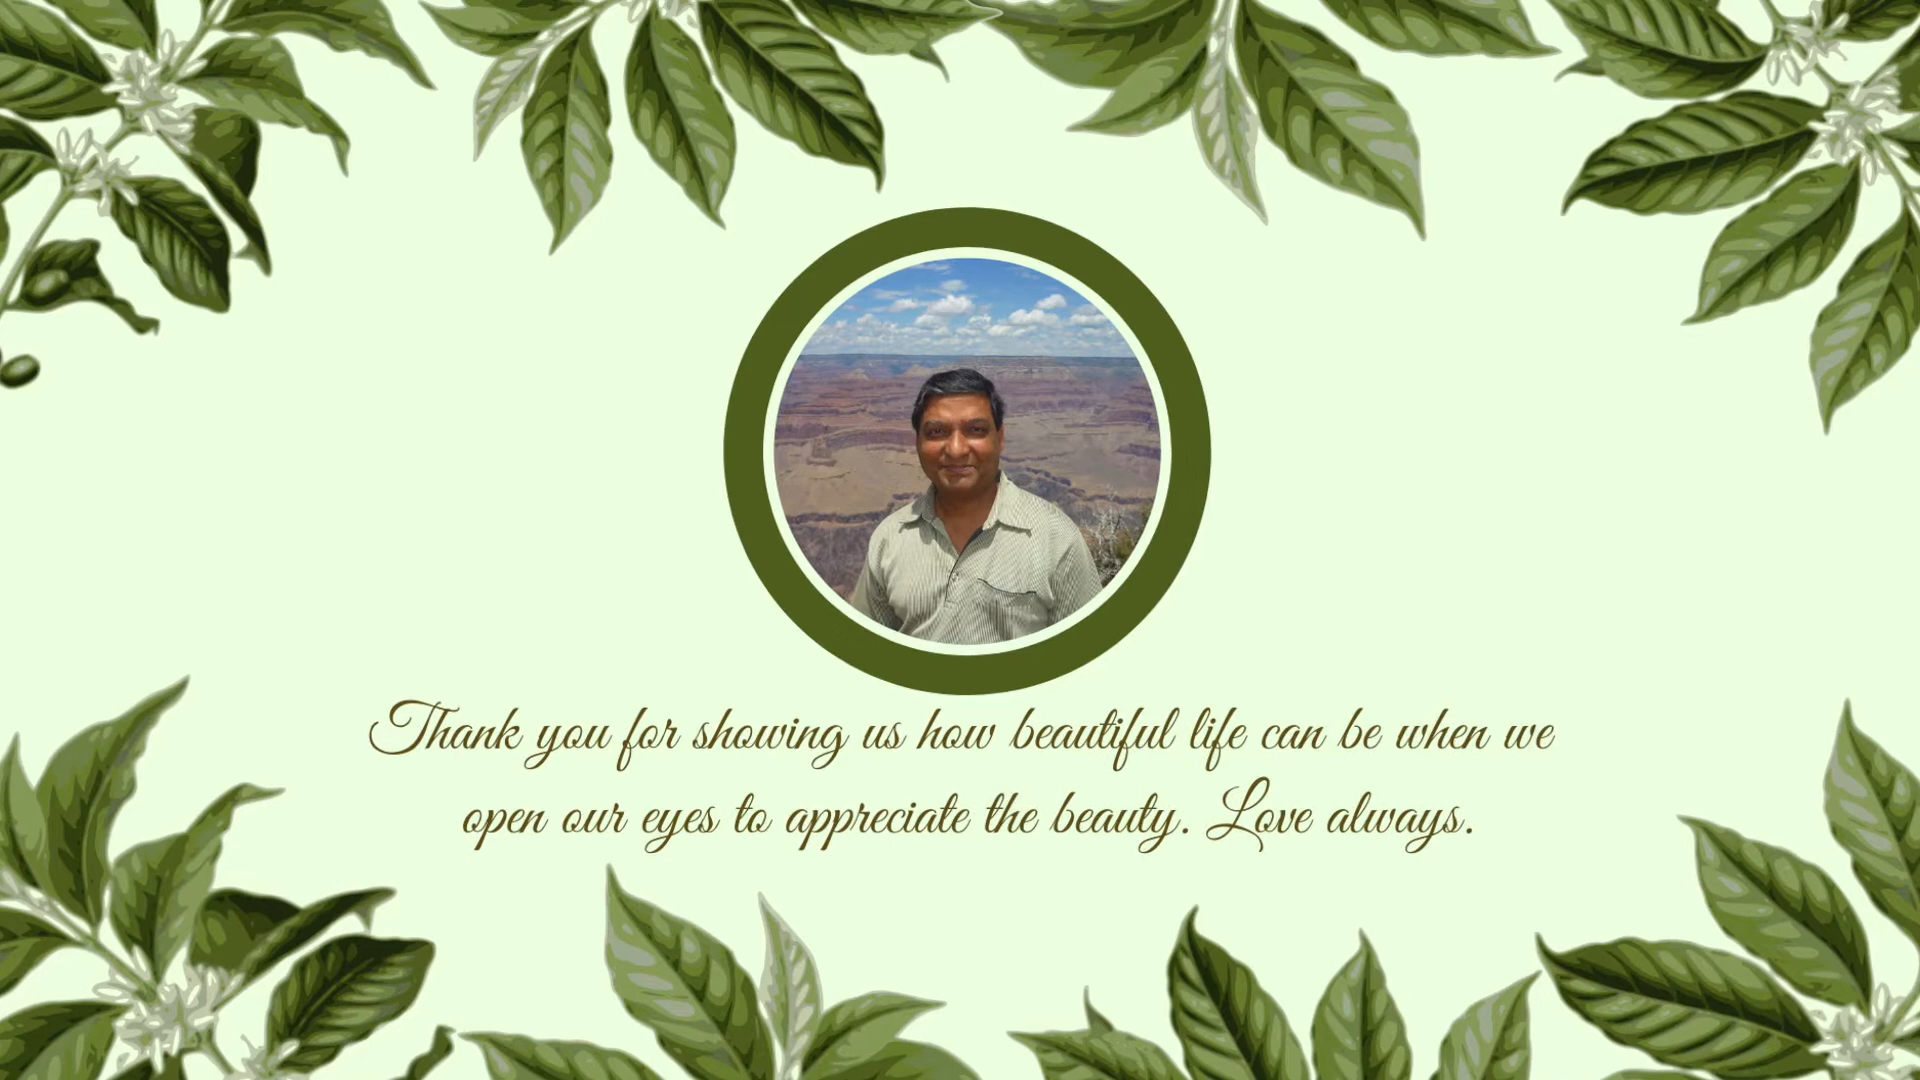 Thank you for showing us how beautiful life can be when we
open our eyes to appreciate the beauty. Love always.